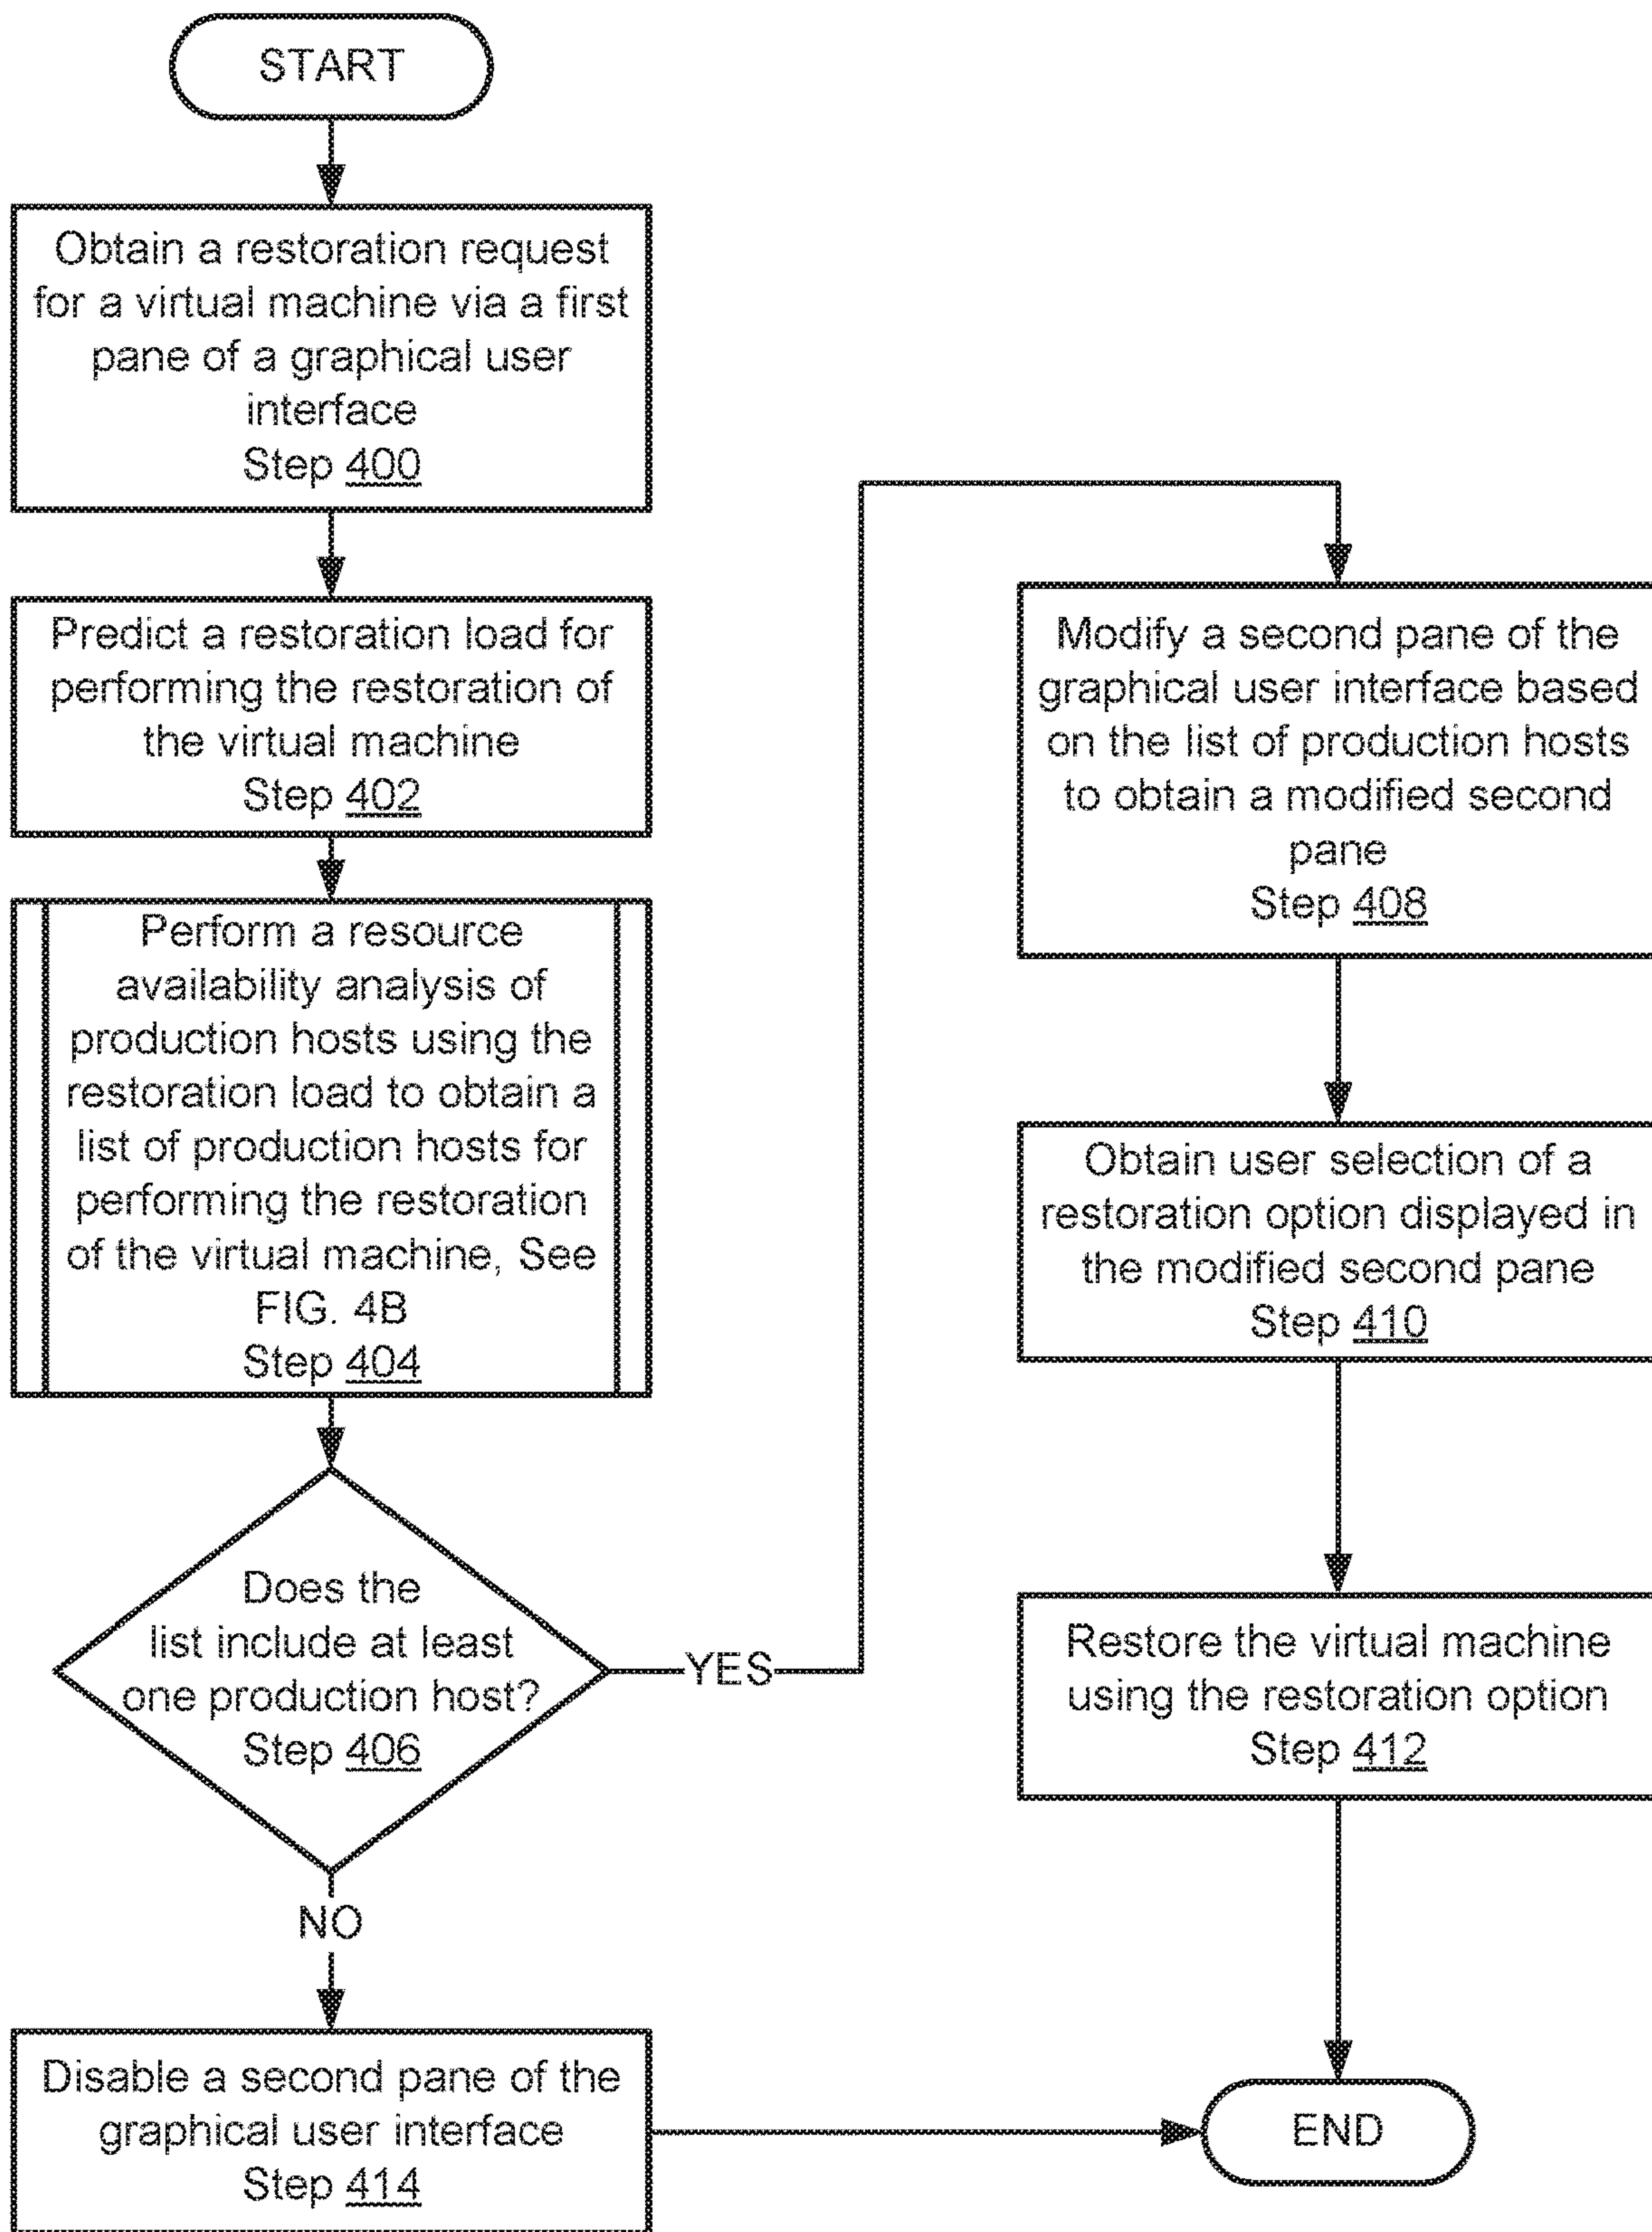 START
Obtain a restoration request
for a virtual machine via a first
pane of a graphical user
interface
Step 400
Predict a restoration load for
performing the restoration of
the virtual machine
Step 402
Perform a resource
availability analysis of
production hosts using the
restoration load to obtain a
list of production hosts for
performing the restoration
of the virtual machine, See
FIG. 4B
Step 404
Does the
list include at least
one production host?
Step 406
YES
NO
Disable a second pane of the
graphical user interface
Step 414
Modify a second pane of the
graphical user interface based
on the list of production hosts
to obtain a modified second
pane
Step 408
Obtain user selection of a
restoration option displayed in
the modified second pane
Step 410
Restore the virtual machine
using the restoration option
Step 412
END